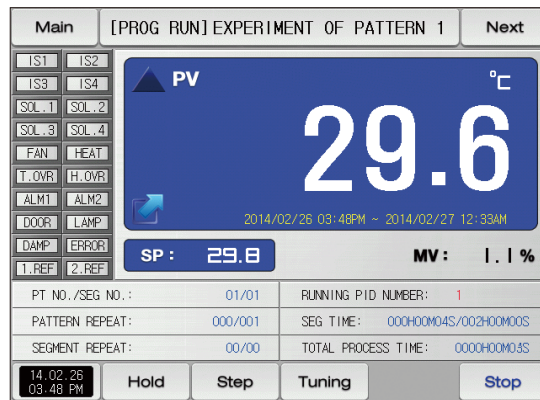 Main [PROG RUN] EXPERIMENT OF PATTERN 1 Next
IS1 IS2
IS3 IS4
SOL.1 SOL.2
SOL.3 SOL.4
FAN HEAT
T.OVR H.OVR
ALM1 ALM2
DOOR LAMP
DAMP ERROR
1.REF 2.REF
PV ℃
29.6
2014/02/26 03:48PM ~ 2014/02/27 12:33AM
SP : 29.8 MV : 1.1 %
PT NO./SEG NO.: 01/01 RUNNING PID NUMBER: 1
PATTERN REPEAT: 000/001 SEG TIME: 000H00M04S/002H00M00S
SEGMENT REPEAT: 00/00 TOTAL PROCESS TIME: 0000H00M03S
14.02.26
03.48 PM
Hold Step Tuning Stop